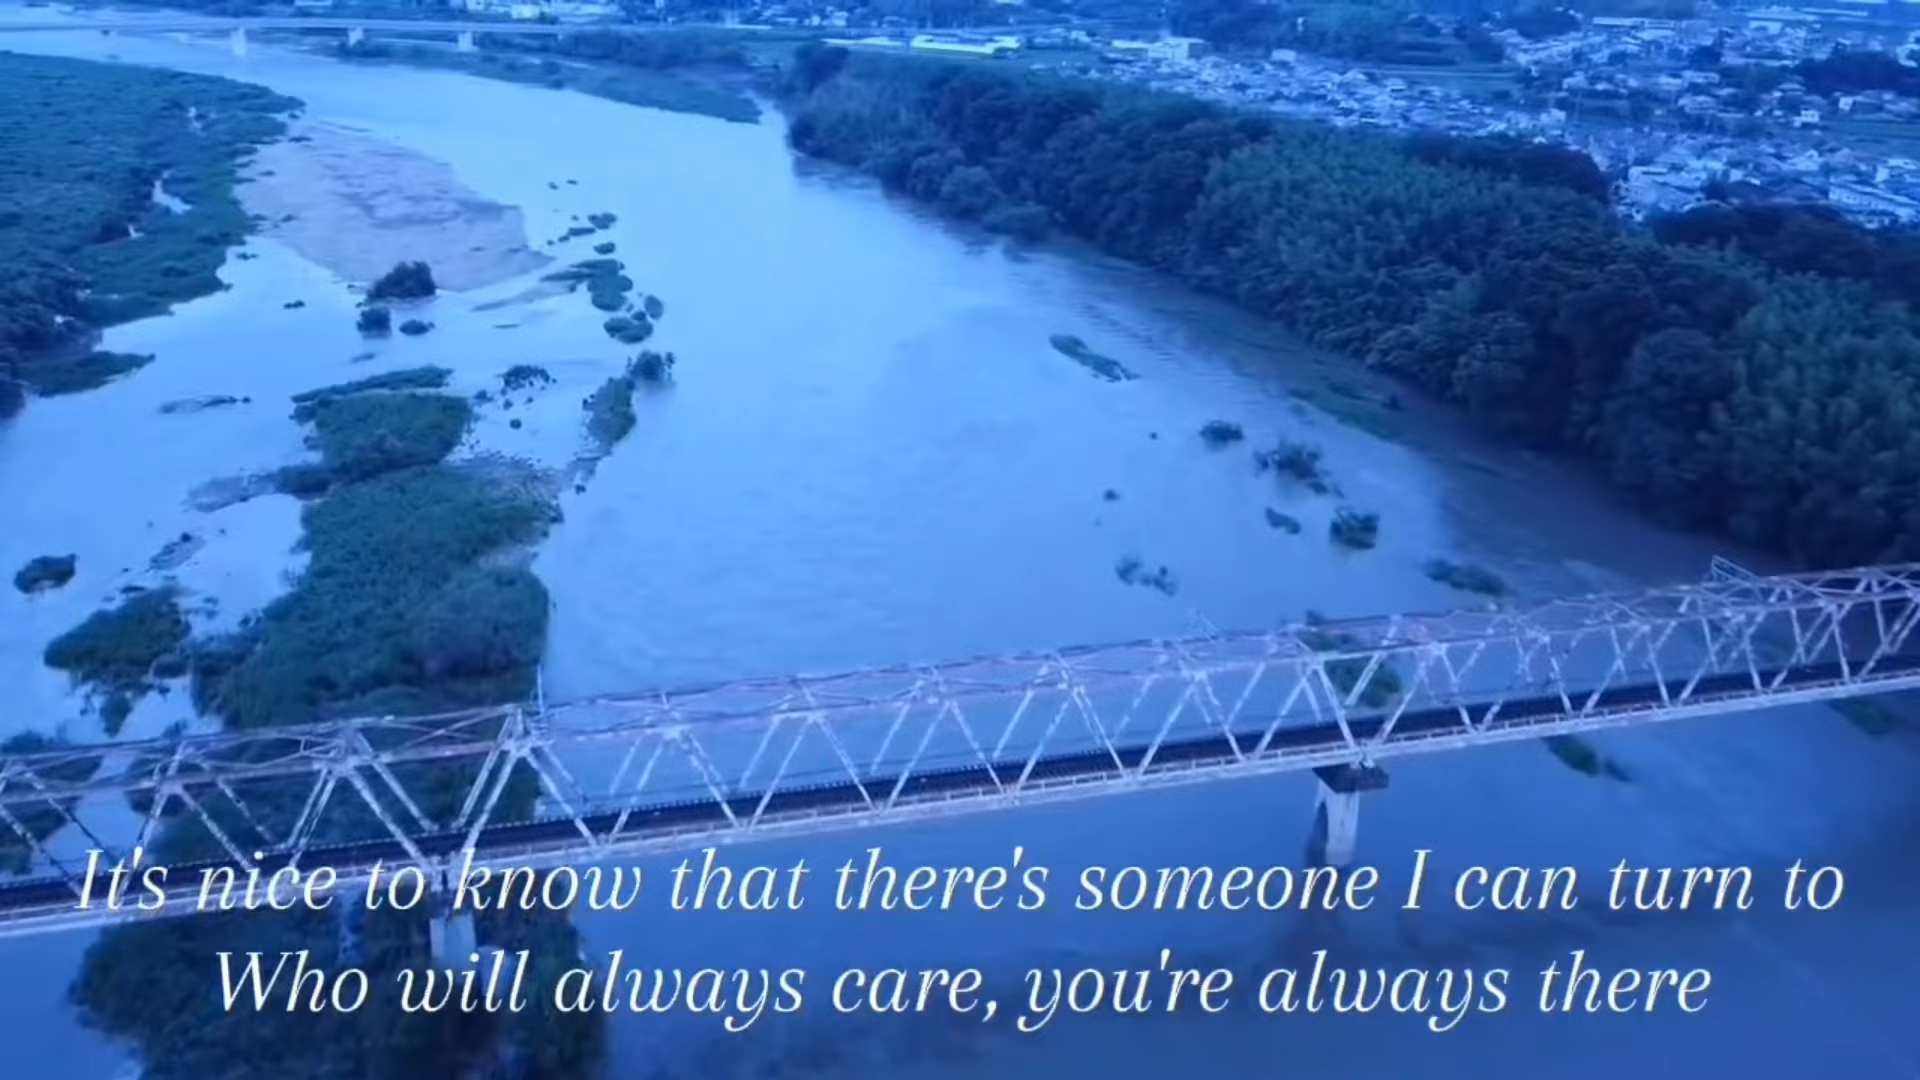 It's nice to know that there's someone I can turn to
Who will always care, you're always there